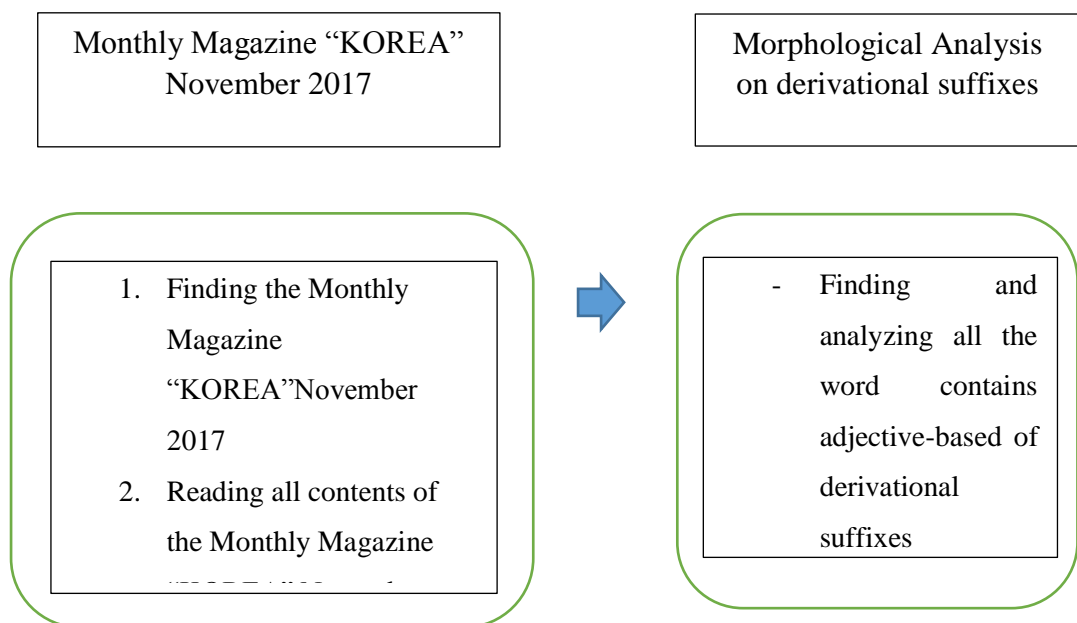 Monthly Magazine “KOREA”
November 2017
Morphological Analysis
on derivational suffixes
1. Finding the Monthly
Magazine
“KOREA”November
2017
2. Reading all contents of
the Monthly Magazine
- Finding and
analyzing all the
word contains
adjective-based of
derivational
suffixes